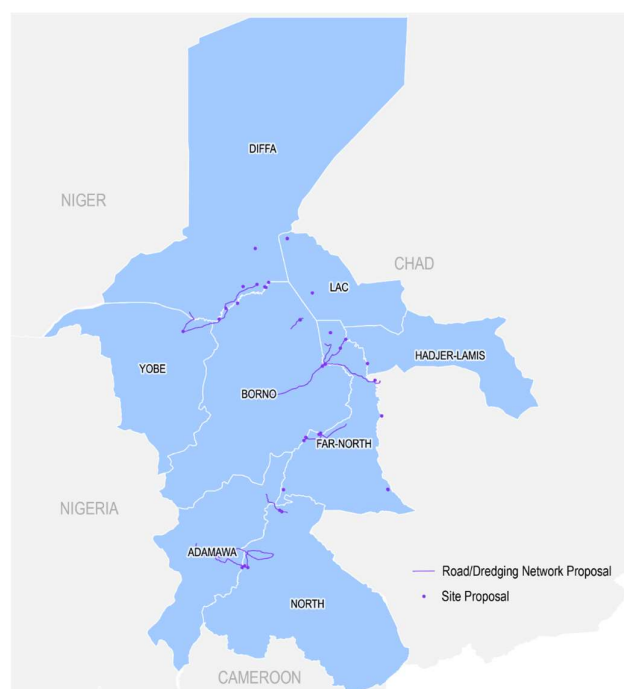 DIFFA
NIGER
CHAD
LAC
HADJER-LAMIS
YOBE
BORNO
FAR-NORTH
NIGERIA
ADAMAWA
Road/Dredging Network Proposal
Site Proposal
NORTH
CAMEROON